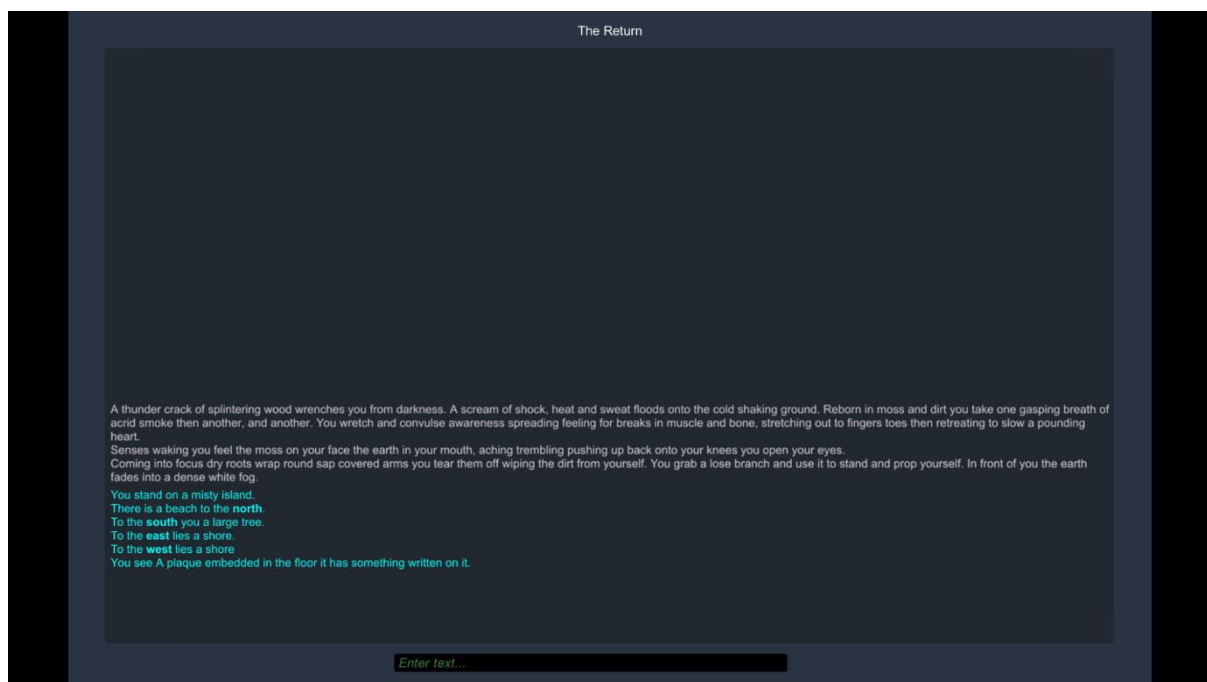 The Return
A thunder crack of splintering wood wrenches you from darkness. A scream of shock, heat and sweat floods onto the cold shaking ground. Reborn in moss and dirt you take one gasping breath of
acrid smoke then another, and another. You wretch and convulse awareness spreading feeling for breaks in muscle and bone, stretching out to fingers toes then retreating to slow a pounding
heart.
Senses waking you feel the moss on your face the earth in your mouth, aching trembling pushing up back onto your knees you open your eyes.
Coming into focus dry roots wrap round sap covered arms you tear them off wiping the dirt from yourself. You grab a lose branch and use it to stand and prop yourself. In front of you the earth
fades into a dense white fog.
You stand on a misty island.
There is a beach to the north.
To the south you a large tree.
To the east lies a shore.
To the west lies a shore
You see A plaque embedded in the floor it has something written on it.
Enter text...